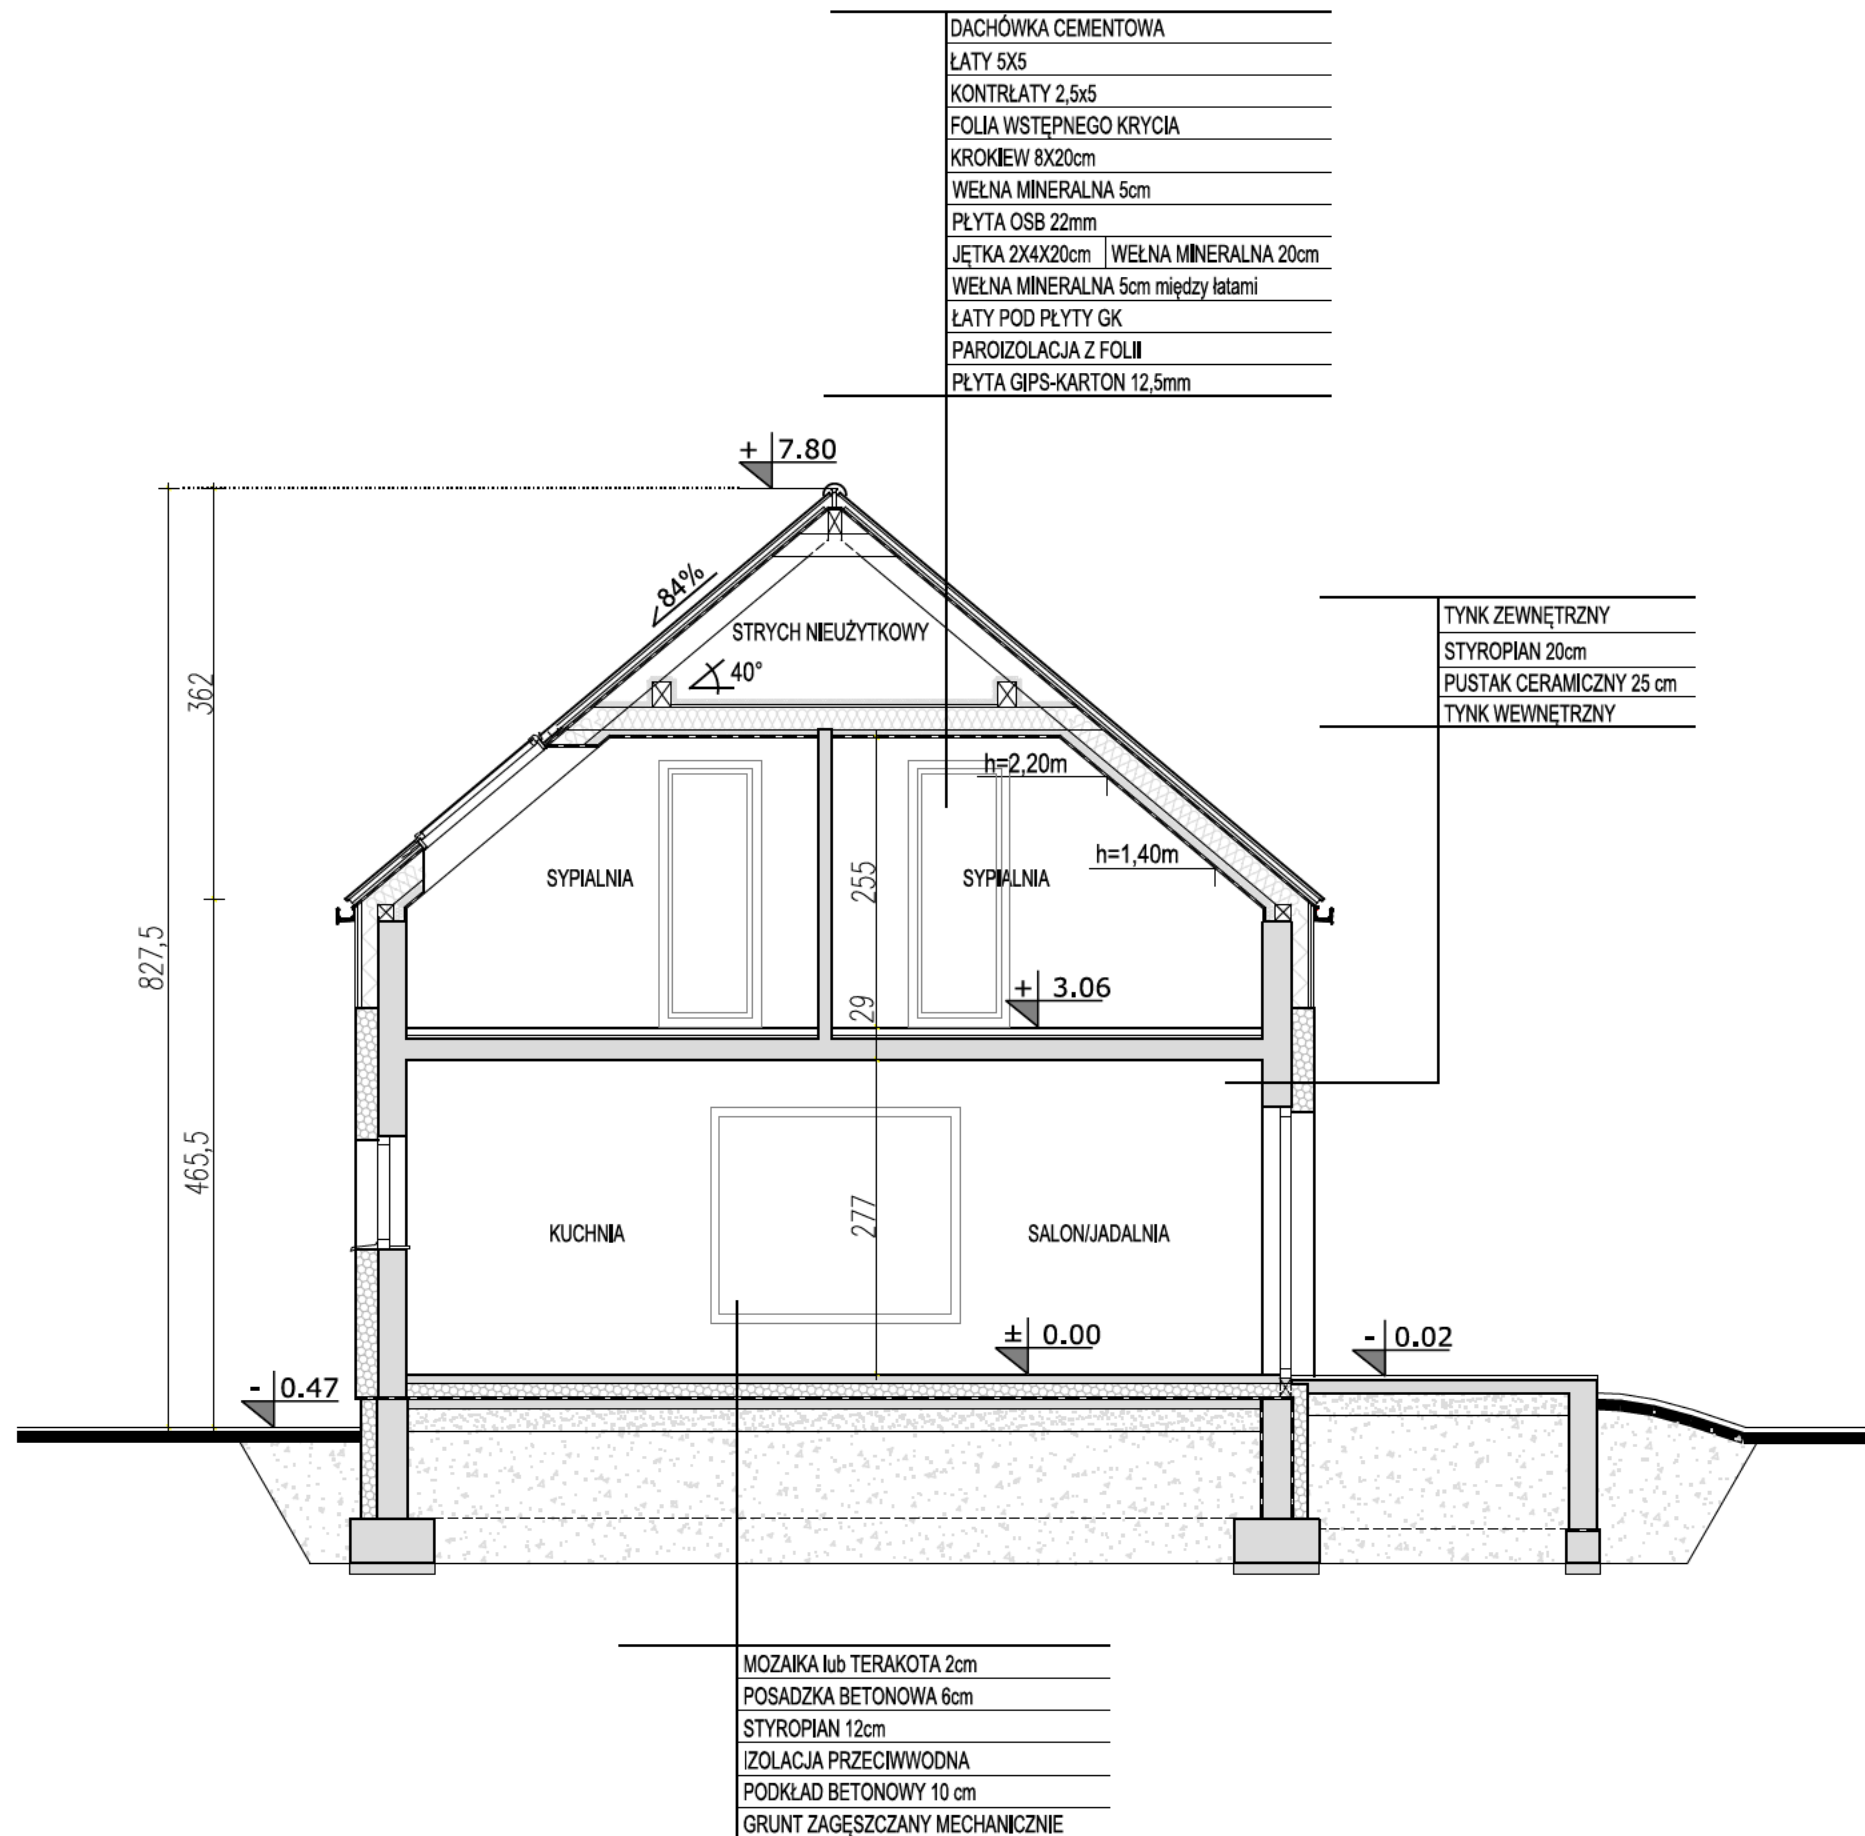 DACHÓWKA CEMENTOWA
ŁATY 5X5
KONTRŁATY 2,5x5
FOLIA WSTĘPNEGO KRYCIA
KROKIEW 8X20cm
WEŁNA MINERALNA 5cm
PŁYTA OSB 22mm
JĘTKA 2X4X20cm WEŁNA MINERALNA 20cm
WEŁNA MINERALNA 5cm między łatami
ŁATY POD PŁYTY GK
PAROIZOLACJA Z FOLII
PŁYTA GIPS-KARTON 12,5mm
+ 7.80
84%
STRYCH NIEUŻYTKOWY
40°
TYNK ZEWNĘTRZNY
STYROPIAN 20cm
PUSTAK CERAMICZNY 25 cm
TYNK WEWNĘTRZNY
362
h=2,20m
h=1,40m
SYPIALNIA
255
SYPIALNIA
827,5
+ 3.06
29
465,5
KUCHNIA
277
SALON/JADALNIA
± 0.00
- 0.02
- 0.47
MOZAIKA lub TERAKOTA 2cm
POSADZKA BETONOWA 6cm
STYROPIAN 12cm
IZOLACJA PRZECIWWODNA
PODKŁAD BETONOWY 10 cm
GRUNT ZAGĘSZCZANY MECHANICZNIE